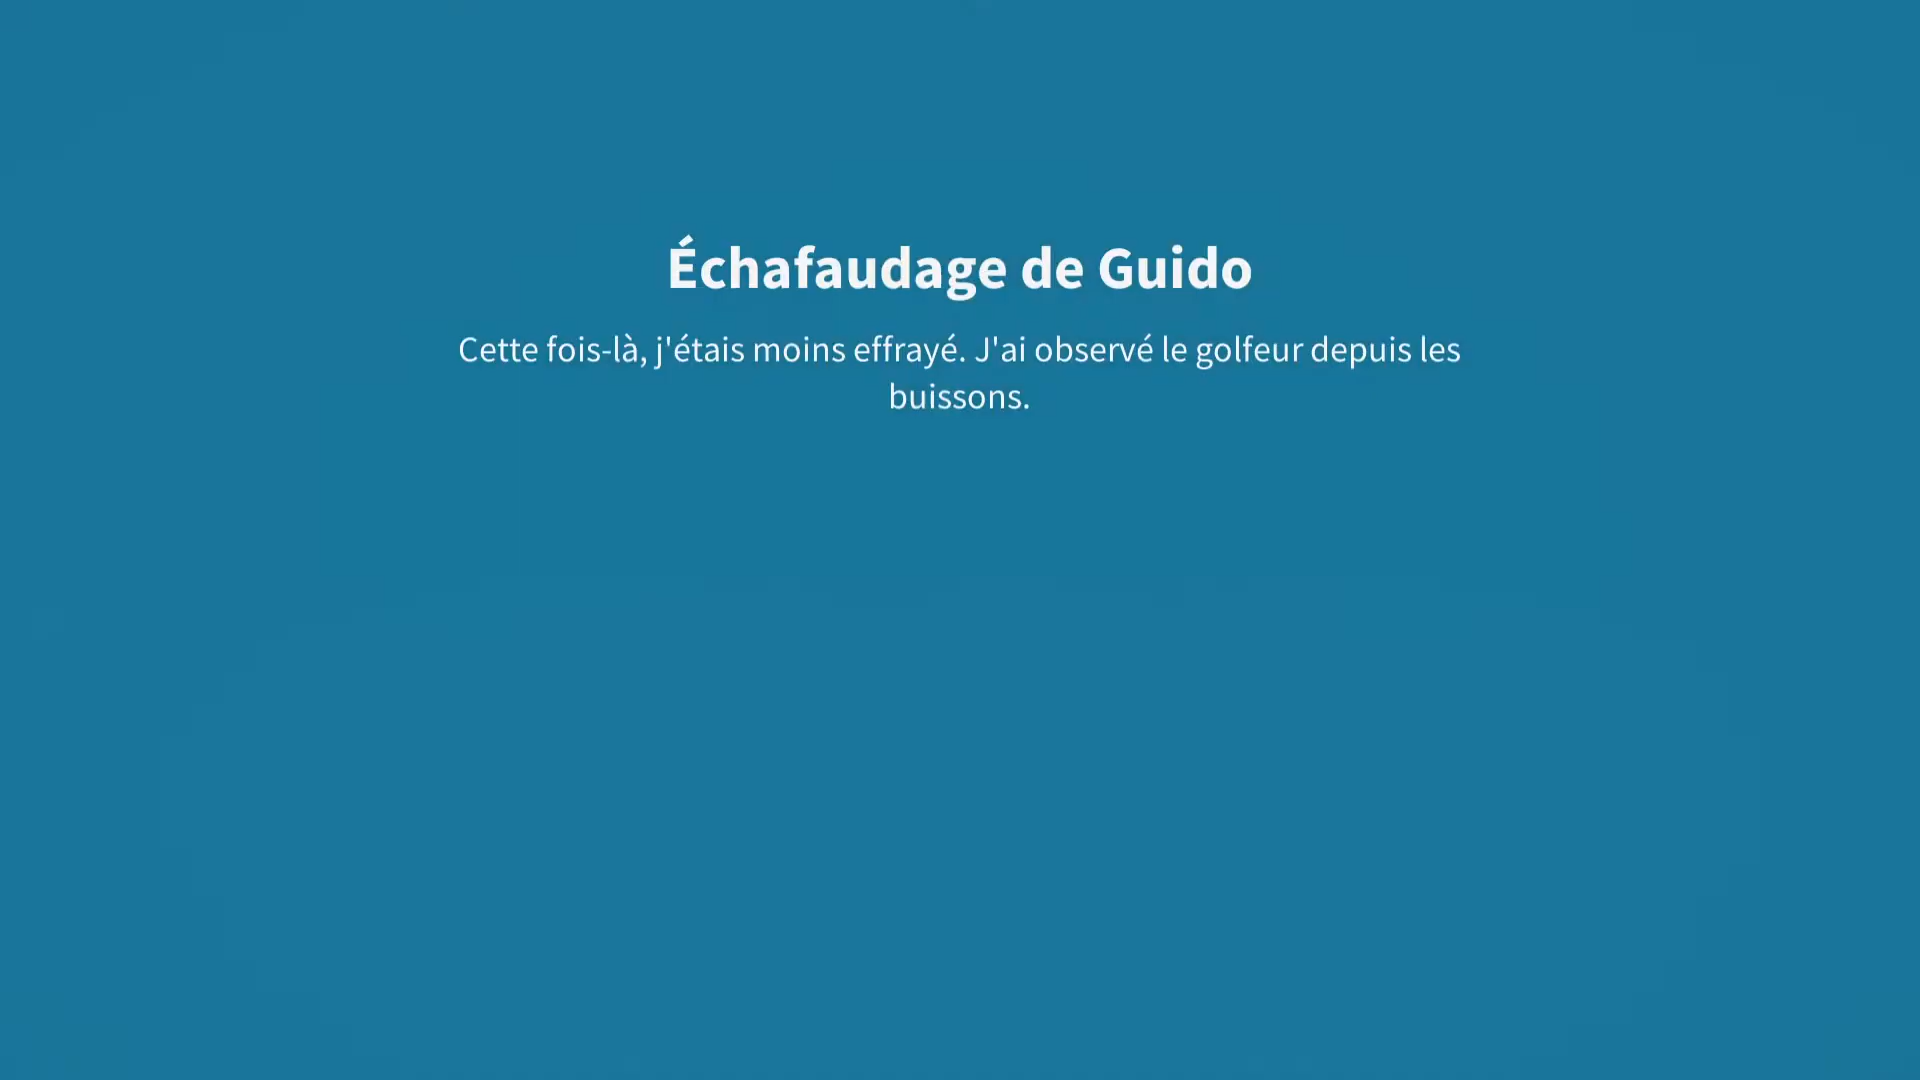 Échafaudage de Guido
Cette fois-là, j'étais moins effrayé. J'ai observé le golfeur depuis les
buissons.